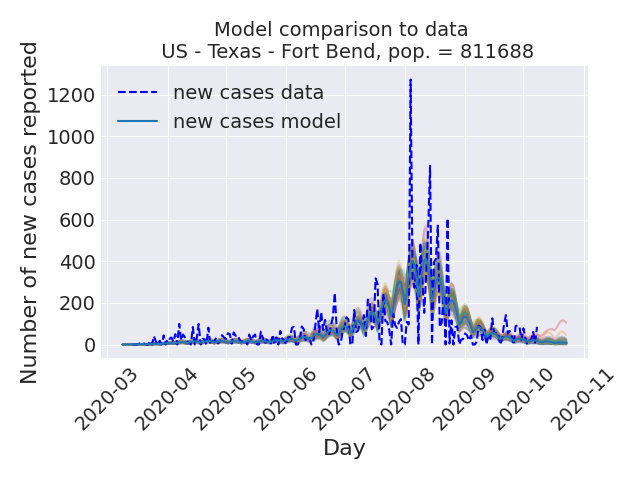 Model comparison to data
US - Texas - Fort Bend, pop. = 811688
Number of new cases reported
1200
1000
800
600
400
200
0
new cases data
new cases model
2020-03
2020-04
2020-05
2020-06
2020-07
2020-08
2020-09
2020-10
2020-11
Day